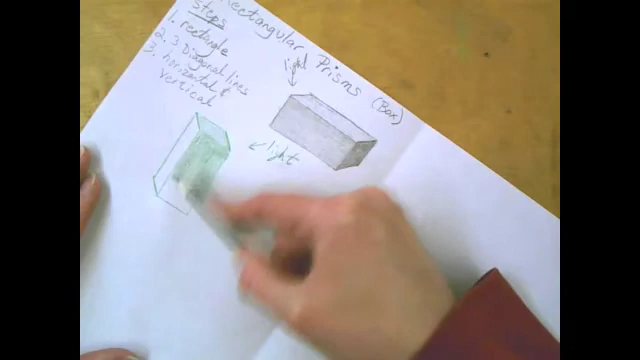 Rectangular Prisms (Box)
Steps
1. rectangle
2. 3 Diagonal lines
3. horizontal &
vertical
light
light